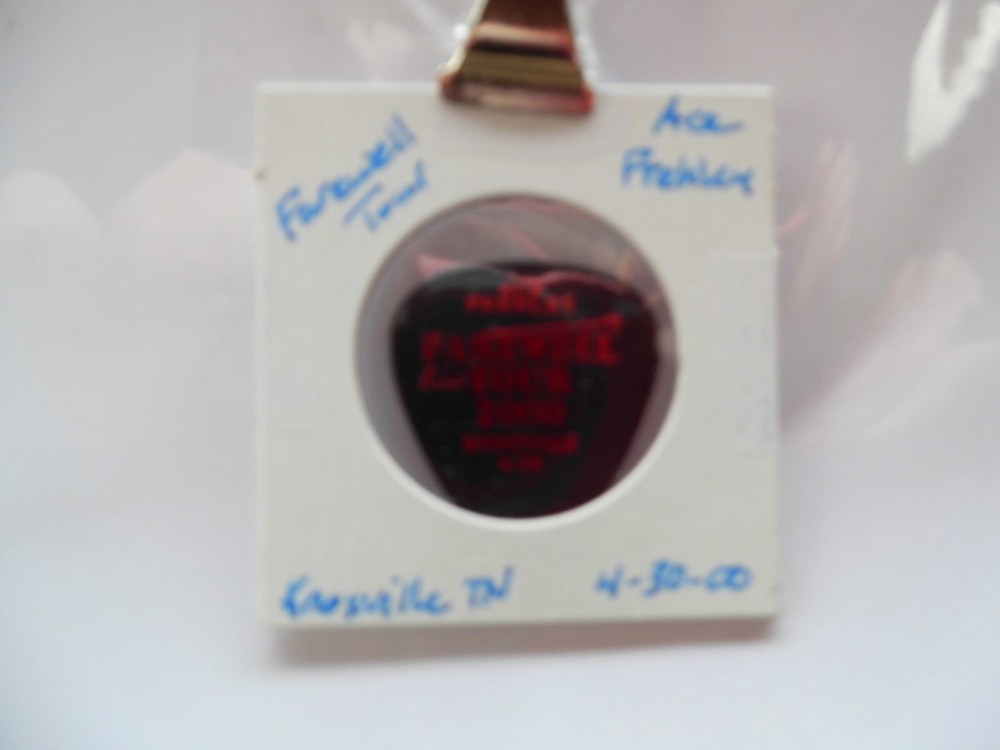 Farewell
Tour
Ace
Frehley
FAREWELL
TOUR
2000
Knoxville TN
4-30-00